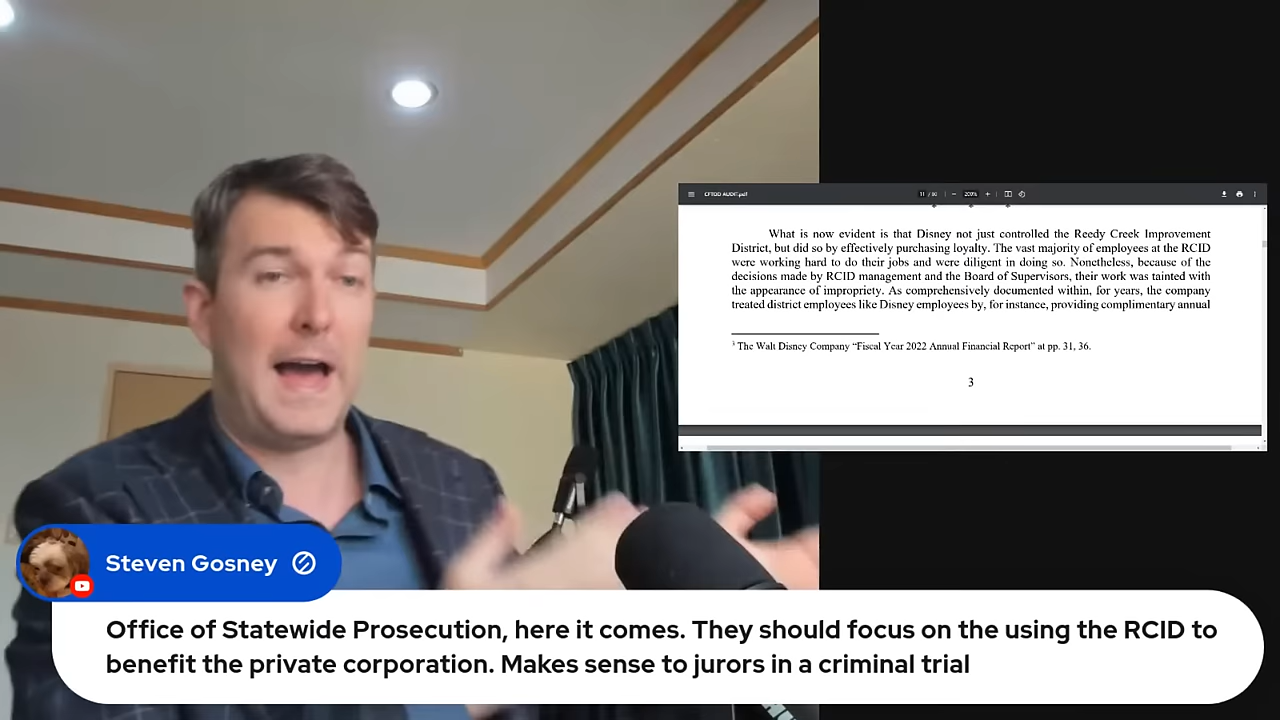 CFTOD AUDIT.pdf
200%
What is now evident is that Disney not just controlled the Reedy Creek Improvement
District, but did so by effectively purchasing loyalty. The vast majority of employees at the RCID
were working hard to do their jobs and were diligent in doing so. Nonetheless, because of the
decisions made by RCID management and the Board of Supervisors, their work was tainted with
the appearance of impropriety. As comprehensively documented within, for years, the company
treated district employees like Disney employees by, for instance, providing complimentary annual
3 The Walt Disney Company “Fiscal Year 2022 Annual Financial Report” at pp. 31, 36.
3
Steven Gosney
Office of Statewide Prosecution, here it comes. They should focus on the using the RCID to
benefit the private corporation. Makes sense to jurors in a criminal trial